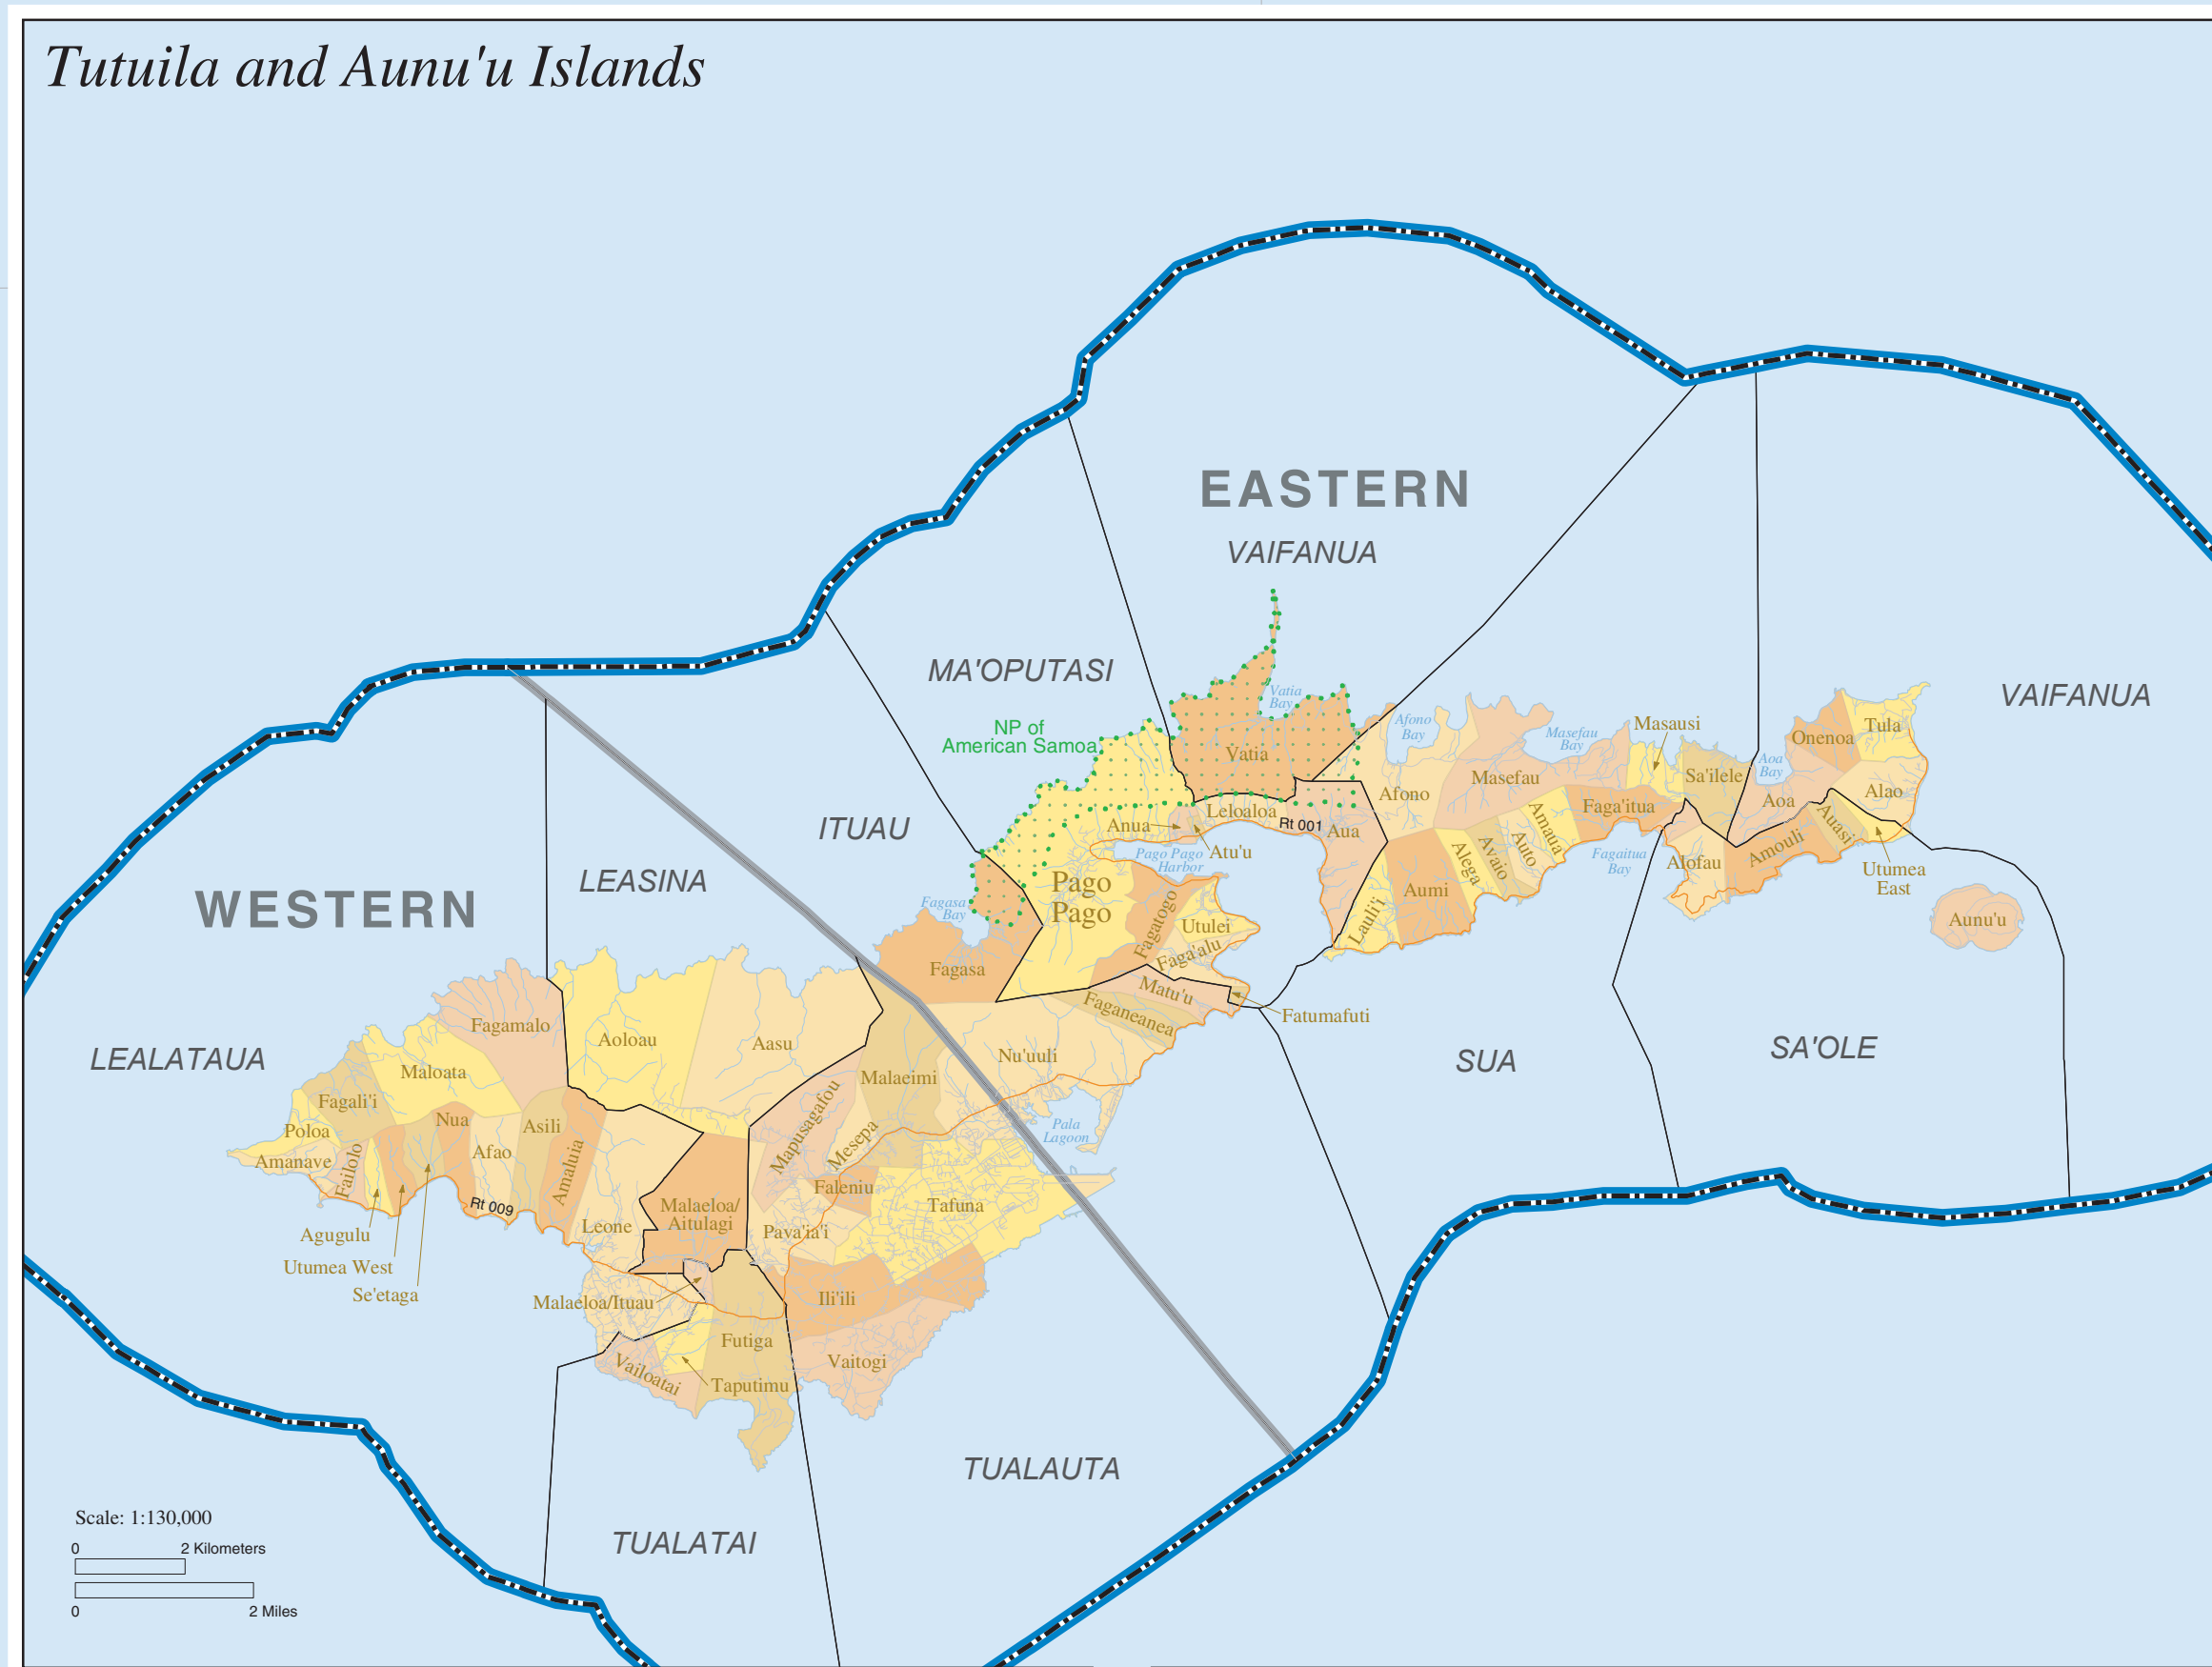 Tutuila and Aunu'u Islands
EASTERN
VAIFANUA
MA'OPUTASI
VAIFANUA
NP of
American Samoa
Vatia
Bay
Afono
Bay
Masefau
Bay
Masausi
Aoa
Bay
Onenoa
Tula
Vatia
Masefau
Sa'ilele
Afono
Faga'itua
Aoa
Alao
ITUAU
Anua
Leloaloa
Rt 001
Aua
Atu'u
Amaua
Auto
Avaio
Alega
Amouli
Auasi
Pago Pago
Harbor
Fagaitua
Bay
Alofau
Utumea
East
LEASINA
Pago
Pago
Aumi
WESTERN
Fagasa
Bay
Fagatogo
Utulei
Lauli'i
Aunu'u
Faga'alu
Fagasa
Matu'u
Faganeanea
Fatumafuti
Fagamalo
Aoloau
Aasu
Nu'uuli
SUA
SA'OLE
LEALATAUA
Maloata
Malaeimi
Fagali'i
Nua
Asili
Mapusagafou
Mesepa
Pala
Lagoon
Poloa
Afao
Amanave
Failolo
Amaluia
Faleniu
Rt 009
Malaeloa/
Aitulagi
Tafuna
Leone
Pava'ia'i
Agugulu
Utumea West
Se'etaga
Malaeloa/Ituau
Ili'ili
Futiga
Vaitogi
Vailoatai
Taputimu
TUALAUTA
TUALATAI
Scale: 1:130,000
0 2 Kilometers
0 2 Miles